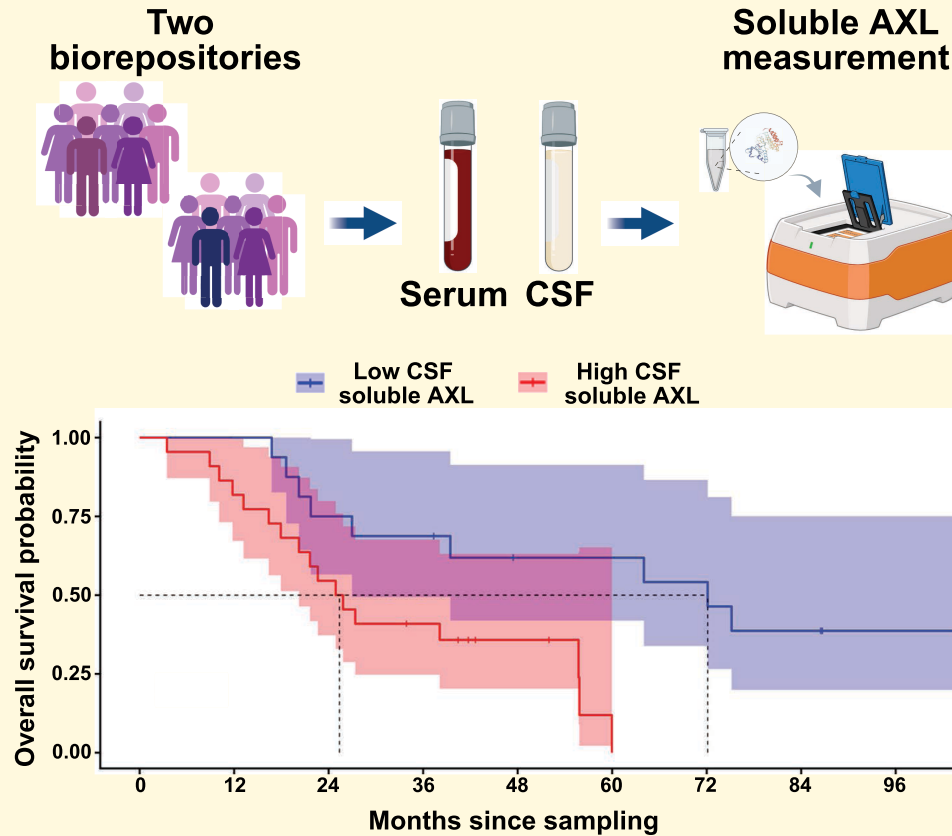 Two
biorepositories
Soluble AXL
measurement
Serum CSF
Low CSF
soluble AXL
High CSF
soluble AXL
Overall survival probability
1.00
0.75
0.50
0.25
0.00
0 12 24 36 48 60 72 84 96
Months since sampling